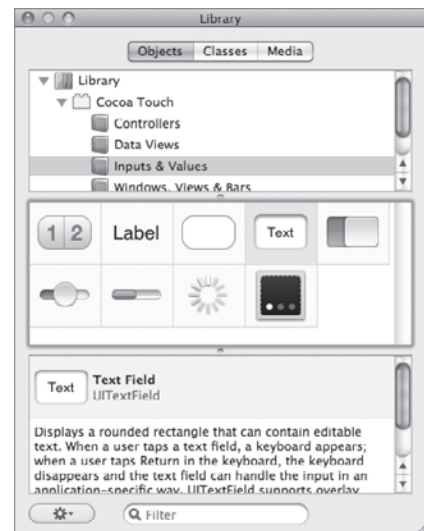 Library
Objects Classes Media
Library
Cocoa Touch
Controllers
Data Views
Inputs & Values
Windows, Views & Bars
1 2 Label Text
Text
Text Field
UITextField
Displays a rounded rectangle that can contain editable
text. When a user taps a text field, a keyboard appears;
when a user taps Return in the keyboard, the keyboard
disappears and the text field can handle the input in an
application-specific way. UITextField supports overlay
Filter